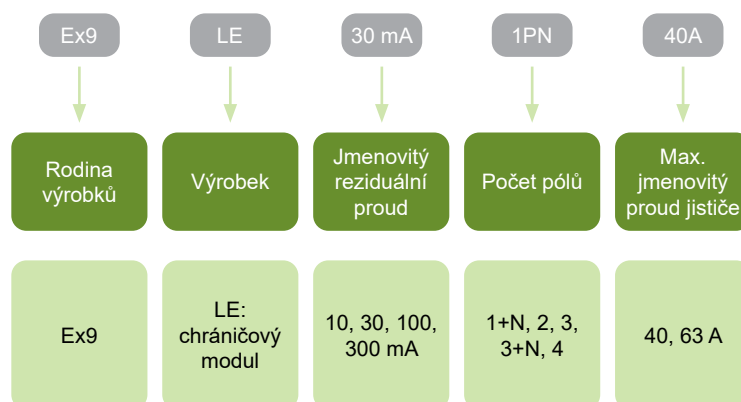 Ex9
LE
30 mA
1PN
40A
Rodina
výrobků
Výrobek
Jmenovitý
reziduální
proud
Počet pólů
Max.
jmenovitý
proud jističe
Ex9
LE:
chráničový
modul
10, 30, 100,
300 mA
1+N, 2, 3,
3+N, 4
40, 63 A